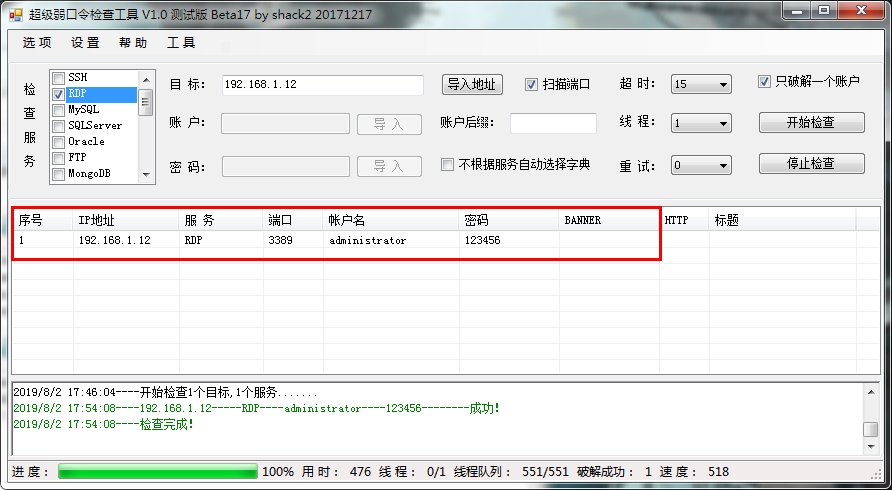 超级弱口令检查工具 V1.0 测试版 Beta17 by shack2 20171217
选项 设置 帮助 工具
检查服务
SSH
RDP
MySQL
SQLServer
Oracle
FTP
MongoDB
目标: 192.168.1.12 导入地址 扫描端口 超时: 15 只破解一个账户
账户: 导入 账户后缀: 线程: 1 开始检查
密码: 导入 不根据服务自动选择字典 重试: 0 停止检查
序号 IP地址 服务 端口 帐户名 密码 BANNER HTTP 标题
1 192.168.1.12 RDP 3389 administrator 123456
2019/8/2 17:46:04----开始检查1个目标,1个服务.......
2019/8/2 17:54:08----192.168.1.12-----RDP----administrator----123456--------成功!
2019/8/2 17:54:08----检查完成!
进度: 100% 用时: 476 线程: 0/1 线程队列: 551/551 破解成功: 1 速度: 518